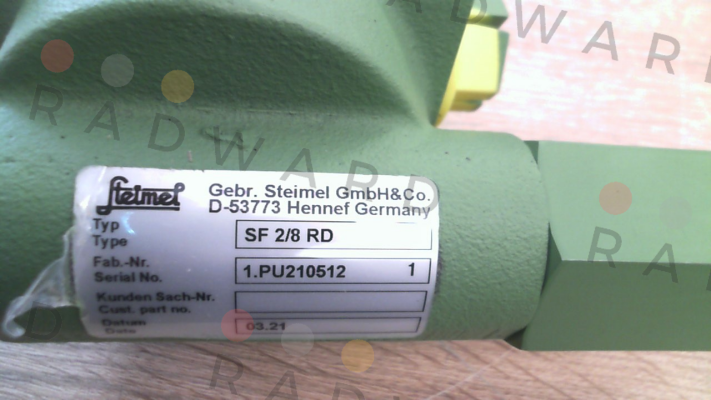 RADWARD
RADWARD
Steimel Gebr. Steimel GmbH&Co.
D-53773 Hennef Germany
Typ
Type SF 2/8 RD
Fab.-Nr.
Serial No. 1.PU210512 1
Kunden Sach-Nr.
Cust. part no.
Datum
Date 03.21
RADWARD